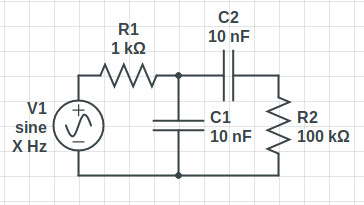 R1
1 kΩ
C2
10 nF
V1
sine
X Hz
C1
10 nF
R2
100 kΩ